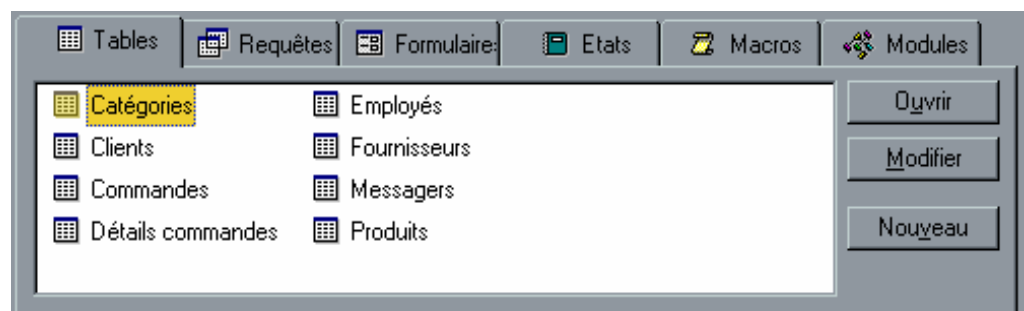 Tables Requêtes Formulaire: Etats Macros Modules
Catégories Employés Ouvrir
Clients Fournisseurs Modifier
Commandes Messagers
Détails commandes Produits Nouveau